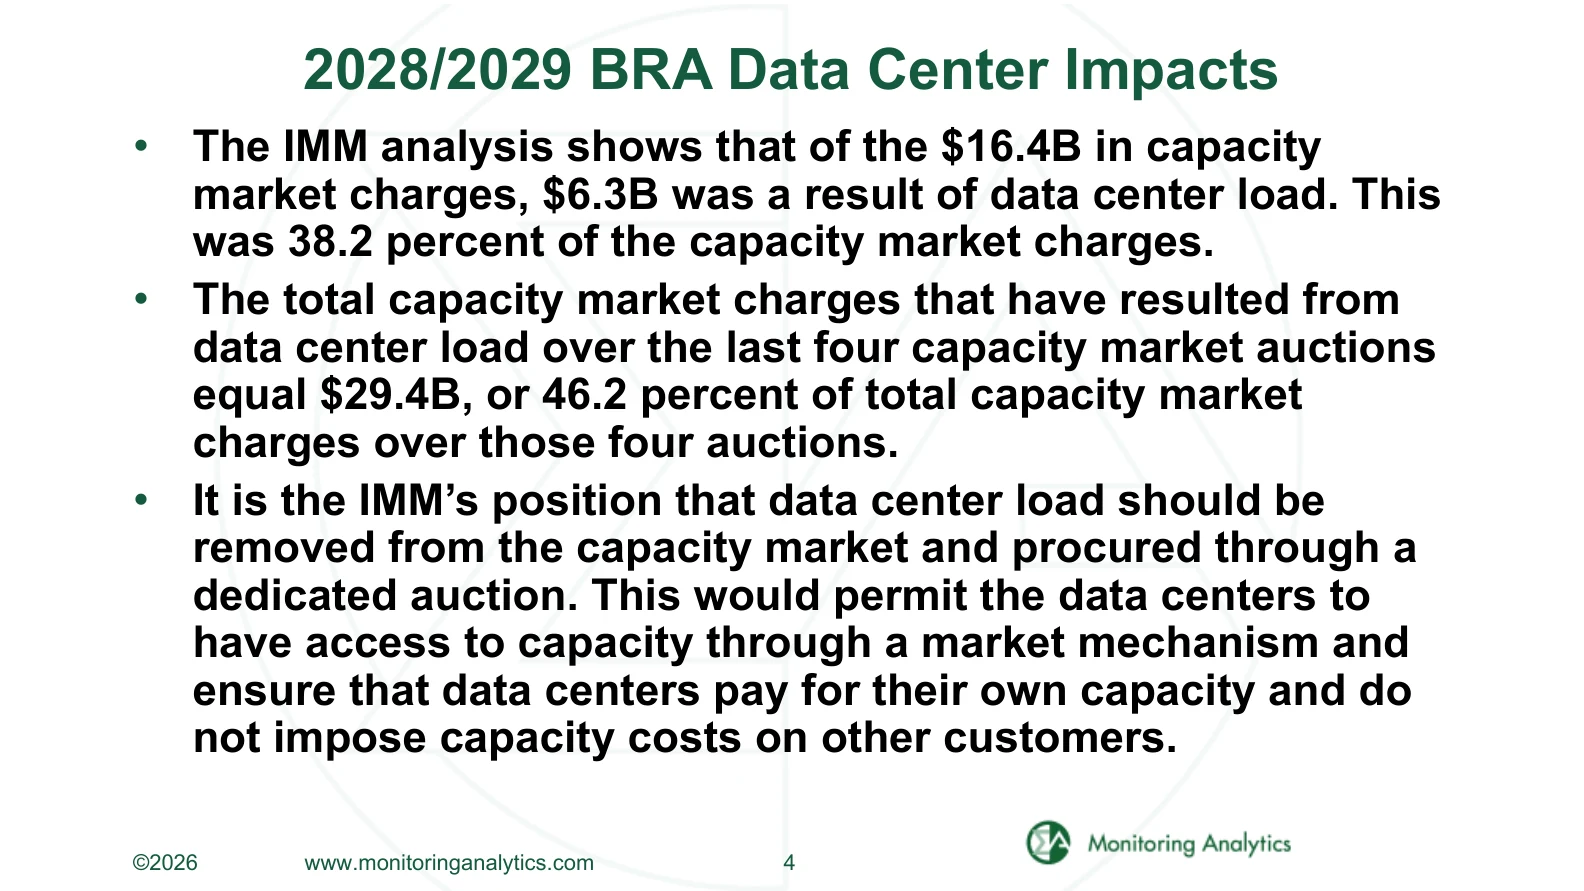 2028/2029 BRA Data Center Impacts
• The IMM analysis shows that of the $16.4B in capacity
market charges, $6.3B was a result of data center load. This
was 38.2 percent of the capacity market charges.
• The total capacity market charges that have resulted from
data center load over the last four capacity market auctions
equal $29.4B, or 46.2 percent of total capacity market
charges over those four auctions.
• It is the IMM’s position that data center load should be
removed from the capacity market and procured through a
dedicated auction. This would permit the data centers to
have access to capacity through a market mechanism and
ensure that data centers pay for their own capacity and do
not impose capacity costs on other customers.
©2026 www.monitoringanalytics.com 4 Monitoring Analytics